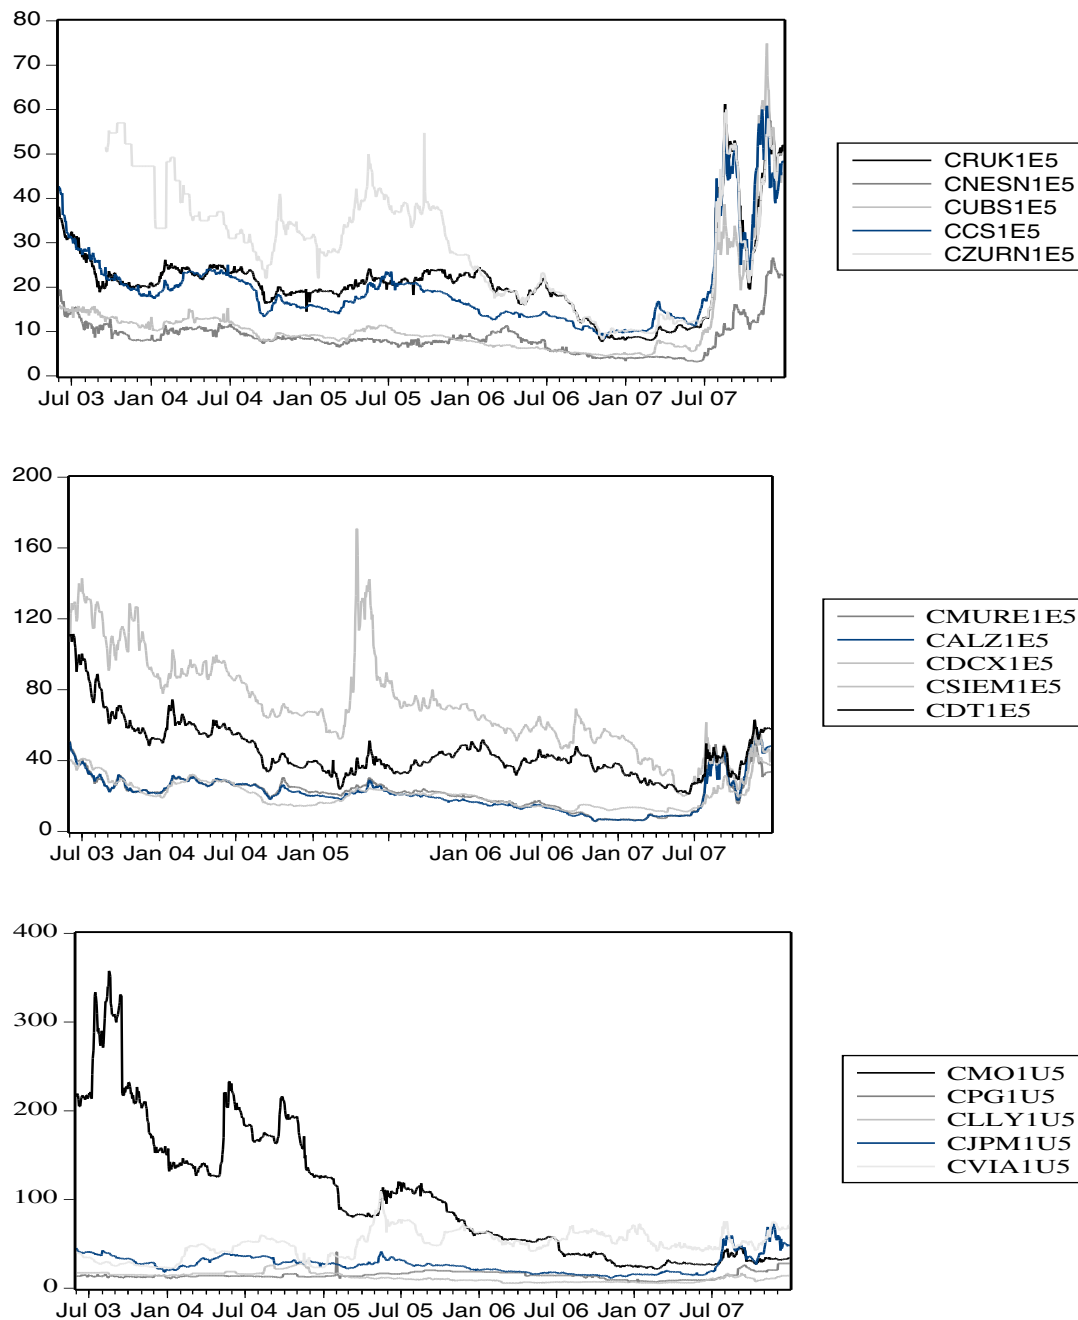 80
70
60
50
40
30
20
10
0
Jul 03 Jan 04 Jul 04 Jan 05 Jul 05 Jan 06 Jul 06 Jan 07 Jul 07
CRUK1E5
CNESN1E5
CUBS1E5
CCS1E5
CZURN1E5
200
160
120
80
40
0
Jul 03 Jan 04 Jul 04 Jan 05 Jan 06 Jul 06 Jan 07 Jul 07
CMURE1E5
CALZ1E5
CDCX1E5
CSIEM1E5
CDT1E5
400
300
200
100
0
Jul 03 Jan 04 Jul 04 Jan 05 Jul 05 Jan 06 Jul 06 Jan 07 Jul 07
CMO1U5
CPG1U5
CLLY1U5
CJPM1U5
CVIA1U5